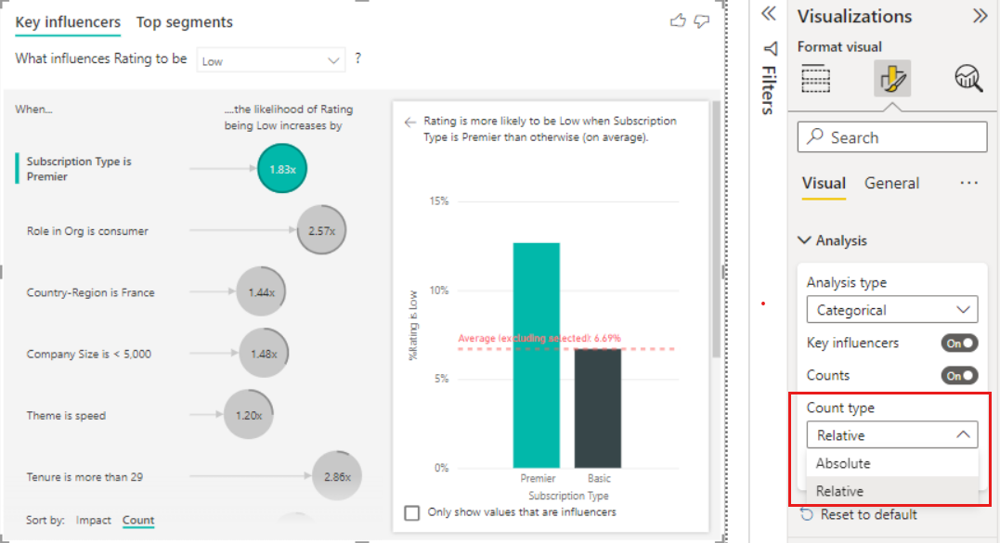 Key influencers Top segments
What influences Rating to be Low ?
When...
....the likelihood of Rating
being Low increases by
Subscription Type is
Premier
1.83x
Role in Org is consumer
2.57x
Country-Region is France
1.44x
Company Size is < 5,000
1.48x
Theme is speed
1.20x
Tenure is more than 29
2.86x
Sort by: Impact Count
Rating is more likely to be Low when Subscription
Type is Premier than otherwise (on average).
15%
10%
5%
0%
%Rating is Low
Average (excluding selected): 6.69%
Premier Basic
Subscription Type
Only show values that are influencers
Filters
Visualizations
Format visual
Search
Visual General ...
Analysis
Analysis type
Categorical
Key influencers On
Counts On
Count type
Relative
Absolute
Relative
Reset to default